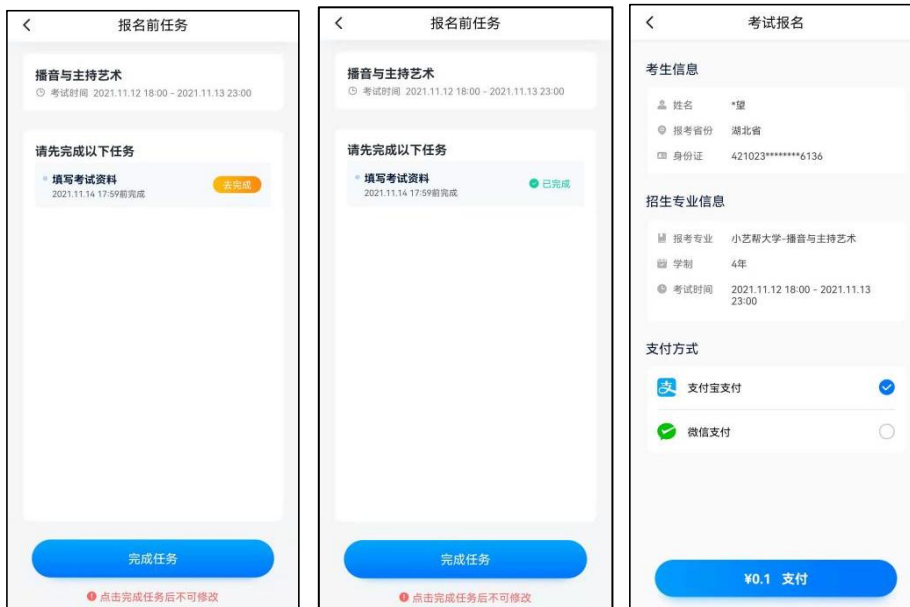 报名前任务
播音与主持艺术
考试时间 2021.11.12 18:00 - 2021.11.13 23:00
请先完成以下任务
填写考试资料
去完成
2021.11.14 17:59前完成
完成任务
点击完成任务后不可修改
报名前任务
播音与主持艺术
考试时间 2021.11.12 18:00 - 2021.11.13 23:00
请先完成以下任务
填写考试资料
已完成
2021.11.14 17:59前完成
完成任务
点击完成任务后不可修改
考试报名
考生信息
姓名 *望
报考省份 湖北省
身份证 421023********6136
招生专业信息
报考专业 小艺帮大学-播音与主持艺术
学制 4年
考试时间 2021.11.12 18:00 - 2021.11.13
23:00
支付方式
支 支付宝支付
微信支付
¥0.1 支付